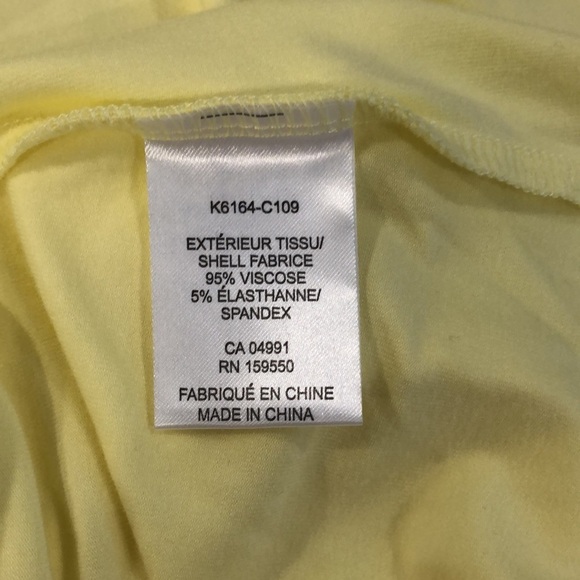 K6164-C109
EXTÉRIEUR TISSU/
SHELL FABRICE
95% VISCOSE
5% ÉLASTHANNE/
SPANDEX
CA 04991
RN 159550
FABRIQUÉ EN CHINE
MADE IN CHINA